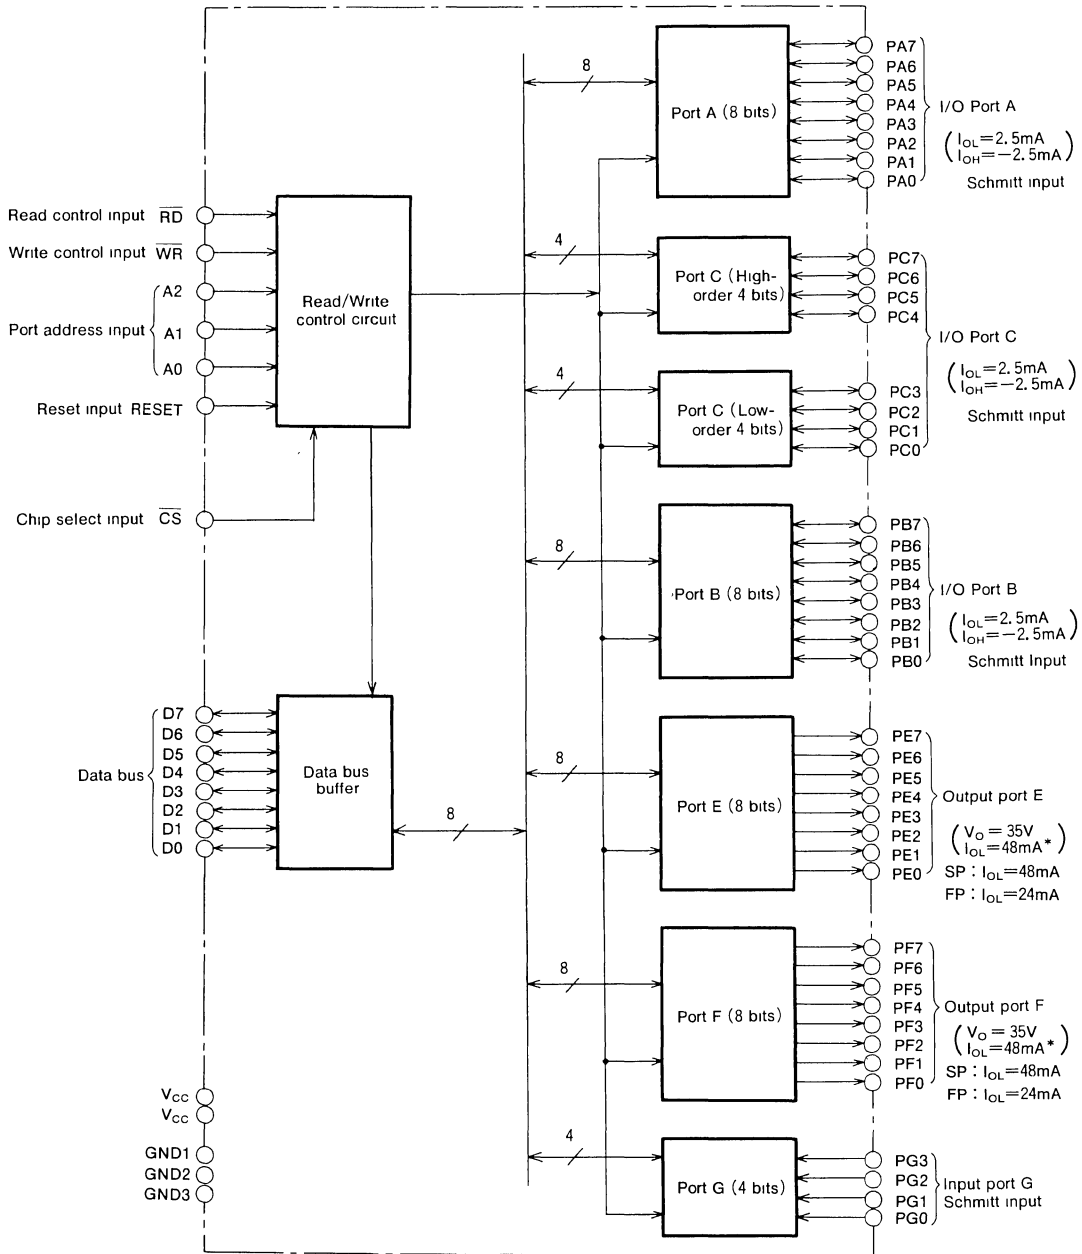 Read control input RD
Write control input WR
Port address input
A2
A1
A0
Reset input RESET
Chip select input CS
Data bus
D7
D6
D5
D4
D3
D2
D1
D0
VCC
VCC
GND1
GND2
GND3
Read/Write
control circuit
Data bus
buffer
8
8
4
4
8
8
8
4
Port A (8 bits)
Port C (High-
order 4 bits)
Port C (Low-
order 4 bits)
Port B (8 bits)
Port E (8 bits)
Port F (8 bits)
Port G (4 bits)
PA7
PA6
PA5
PA4
PA3
PA2
PA1
PA0
I/O Port A
(IOL=2.5mA
IOH=−2.5mA)
Schmitt input
PC7
PC6
PC5
PC4
PC3
PC2
PC1
PC0
I/O Port C
(IOL=2.5mA
IOH=−2.5mA)
Schmitt input
PB7
PB6
PB5
PB4
PB3
PB2
PB1
PB0
I/O Port B
(IOL=2.5mA
IOH=−2.5mA)
Schmitt Input
PE7
PE6
PE5
PE4
PE3
PE2
PE1
PE0
Output port E
(VO=35V
IOL=48mA*)
SP: IOL=48mA
FP: IOL=24mA
PF7
PF6
PF5
PF4
PF3
PF2
PF1
PF0
Output port F
(VO=35V
IOL=48mA*)
SP: IOL=48mA
FP: IOL=24mA
PG3
PG2
PG1
PG0
Input port G
Schmitt input